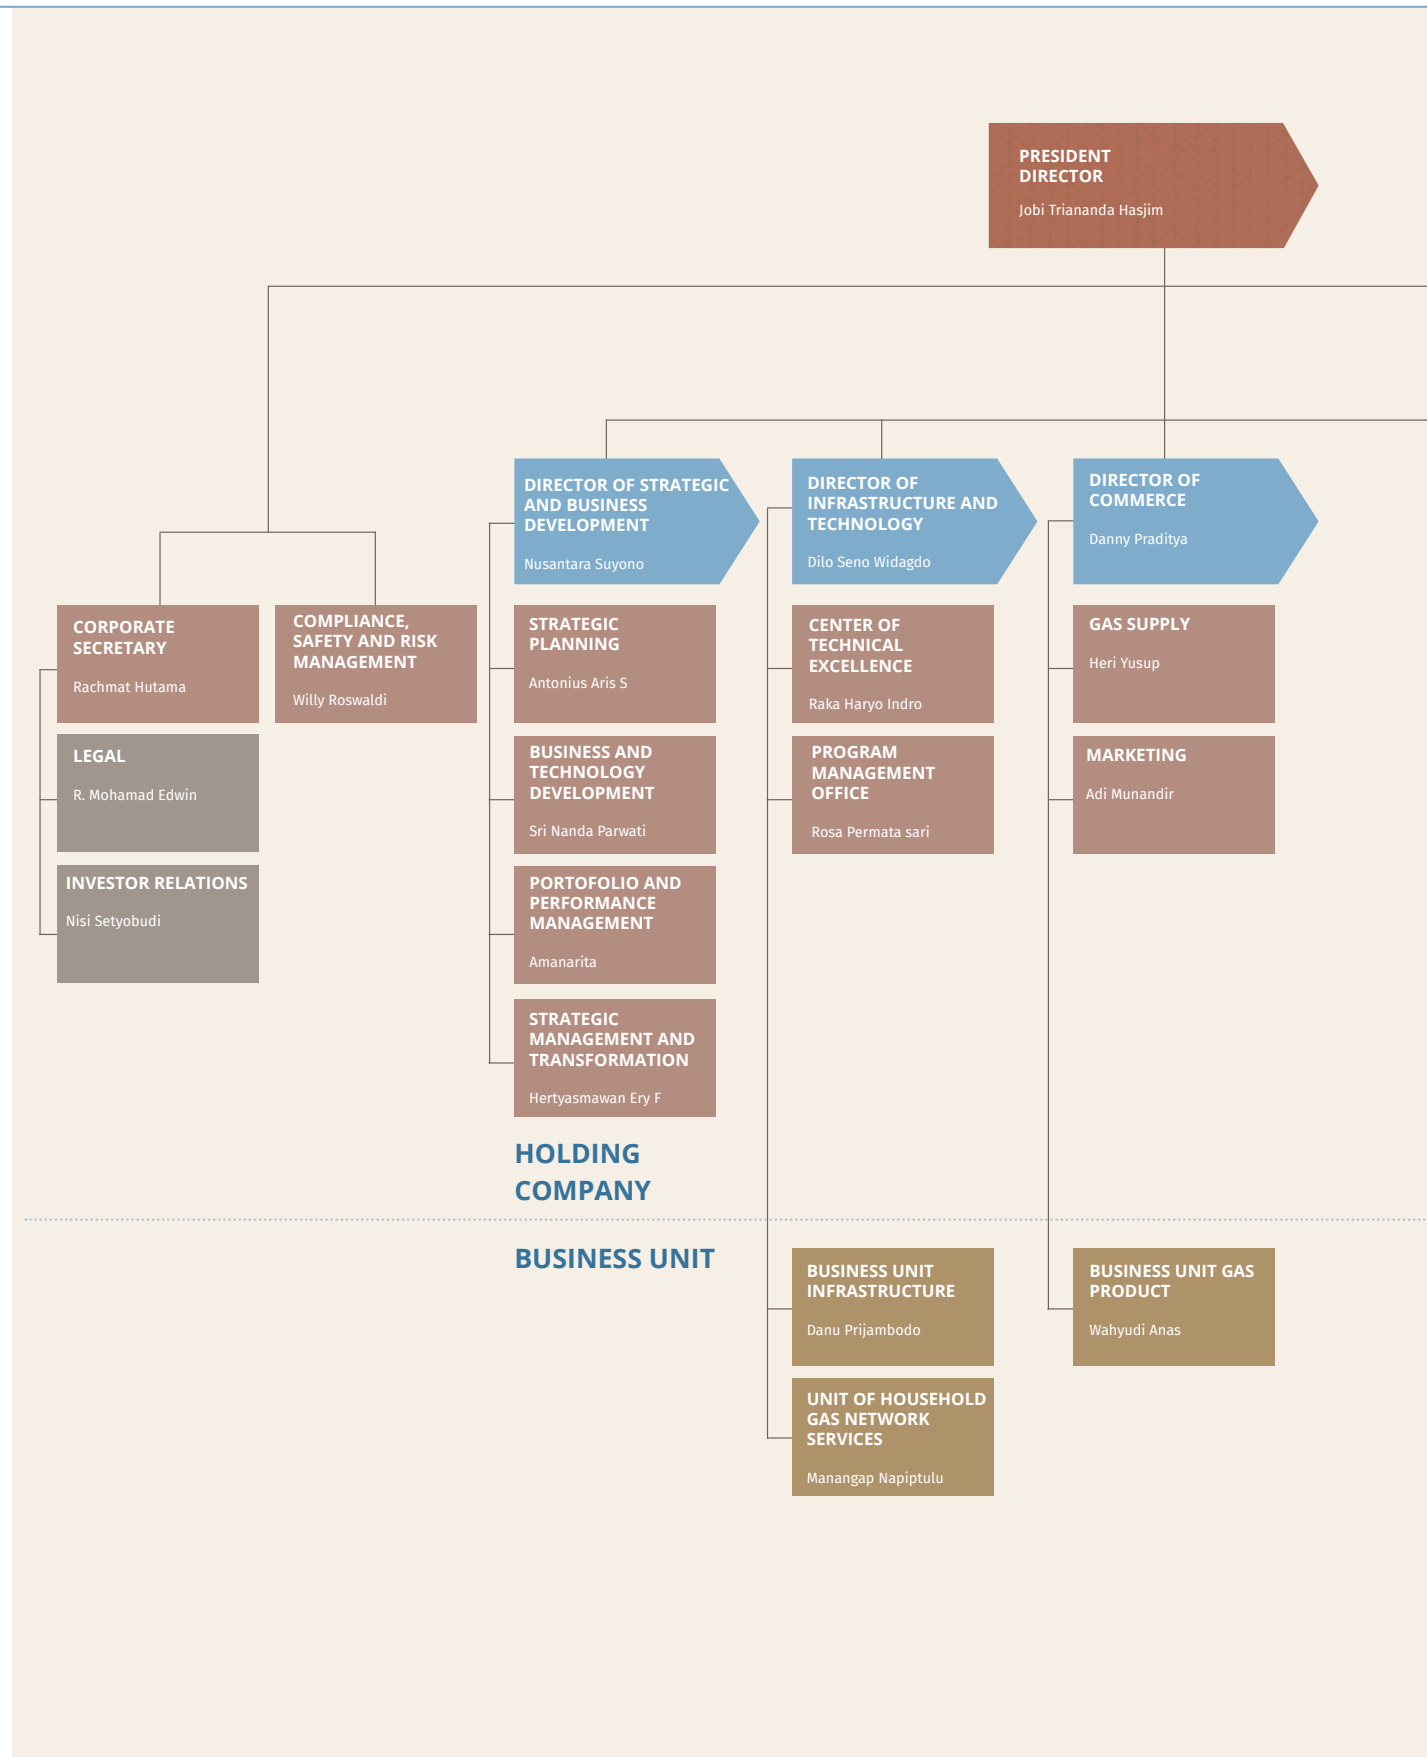 PRESIDENT
DIRECTOR
Jobi Triananda Hasjim
DIRECTOR OF STRATEGIC
AND BUSINESS
DEVELOPMENT
Nusantara Suyono
DIRECTOR OF
INFRASTRUCTURE AND
TECHNOLOGY
Dilo Seno Widagdo
DIRECTOR OF
COMMERCE
Danny Praditya
CORPORATE
SECRETARY
Rachmat Hutama
COMPLIANCE,
SAFETY AND RISK
MANAGEMENT
Willy Roswaldi
STRATEGIC
PLANNING
Antonius Aris S
CENTER OF
TECHNICAL
EXCELLENCE
Raka Haryo Indro
GAS SUPPLY
Heri Yusup
LEGAL
R. Mohamad Edwin
BUSINESS AND
TECHNOLOGY
DEVELOPMENT
Sri Nanda Parwati
PROGRAM
MANAGEMENT
OFFICE
Rosa Permata sari
MARKETING
Adi Munandir
INVESTOR RELATIONS
Nisi Setyobudi
PORTOFOLIO AND
PERFORMANCE
MANAGEMENT
Amanarita
STRATEGIC
MANAGEMENT AND
TRANSFORMATION
Hertyasmawan Ery F
HOLDING
COMPANY
BUSINESS UNIT
BUSINESS UNIT
INFRASTRUCTURE
Danu Prijambodo
BUSINESS UNIT GAS
PRODUCT
Wahyudi Anas
UNIT OF HOUSEHOLD
GAS NETWORK
SERVICES
Manangap Napiptulu